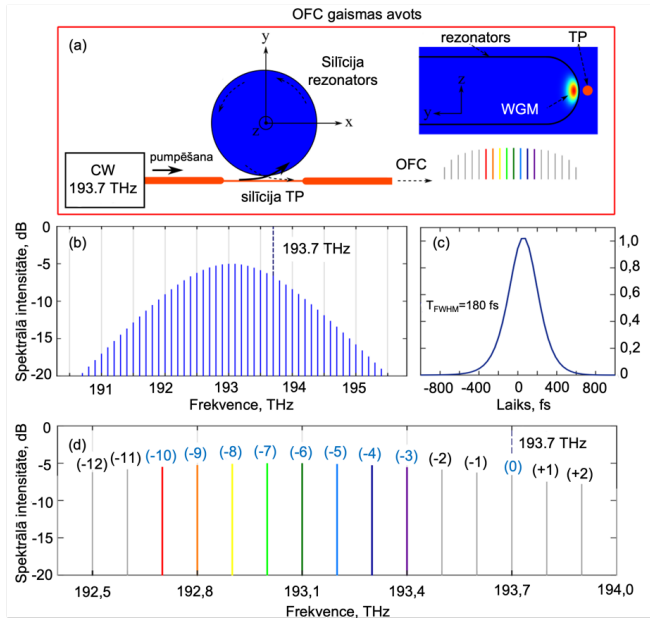 OFC gaismas avots
(a)
y
x
z
Silīcija
rezonators
rezonators
TP
z
y
WGM
CW
193.7 THz
pumpēšana
silīcija TP
OFC
(b)
Spektrālā intensitāte, dB
0
-5
-10
-15
-20
193.7 THz
191
192
193
194
195
Frekvence, THz
(c)
TFWHM=180 fs
1,0
0,8
0,6
0,4
0,2
0
-800
-400
0
400
800
Laiks, fs
(d)
Spektrālā intensitāte, dB
0
-5
-10
-15
-20
193.7 THz
(-12)
(-11)
(-10)
(-9)
(-8)
(-7)
(-6)
(-5)
(-4)
(-3)
(-2)
(-1)
(0)
(+1)
(+2)
192,5
192,8
193,1
193,4
193,7
194,0
Frekvence, THz